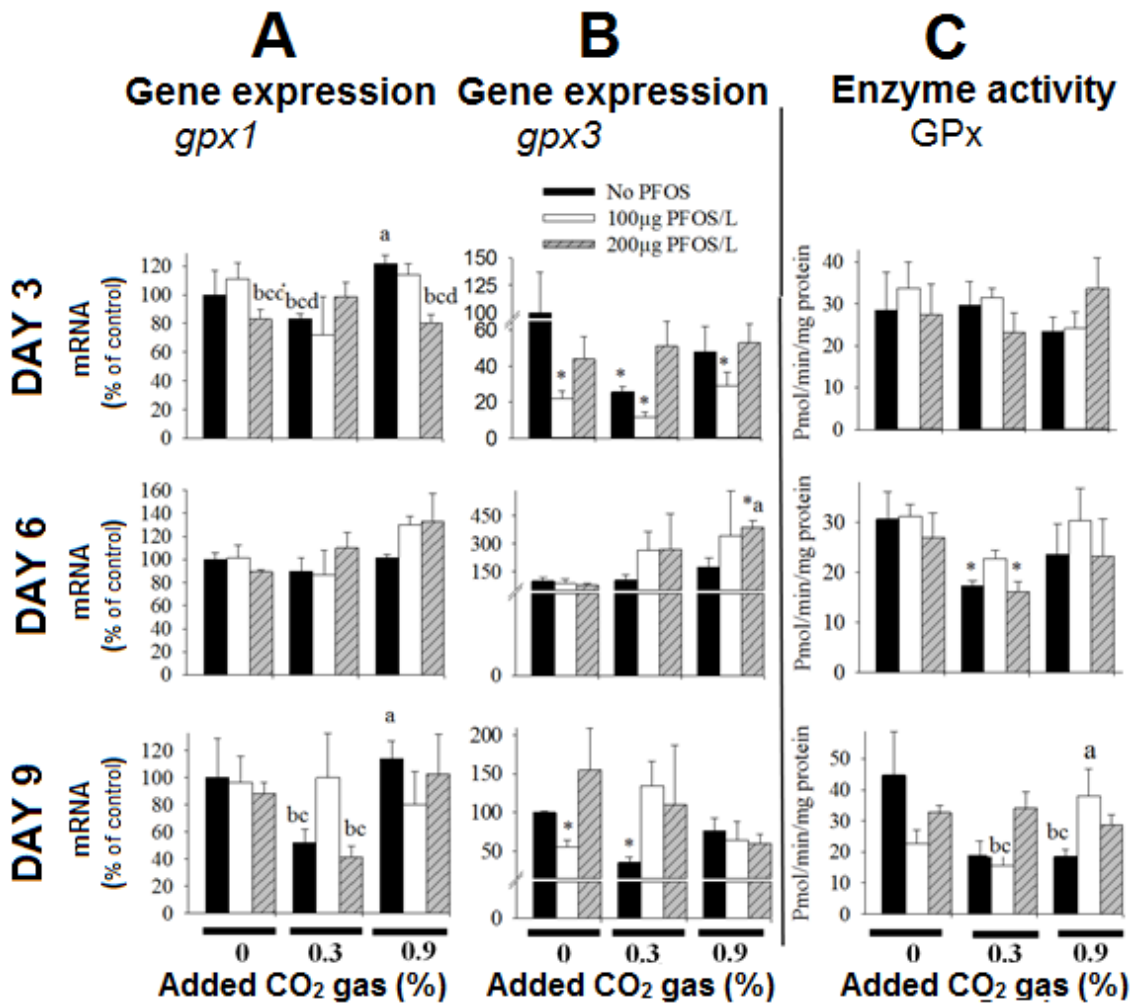 A
B
C
Gene expression
Gene expression
Enzyme activity
gpx1
gpx3
GPx
No PFOS
100µg PFOS/L
200µg PFOS/L
DAY 3
mRNA
(% of control)
120
100
80
60
40
20
0
bcd
bcd
a
bcd
150
125
100
60
40
20
0
*
*
*
*
Pmol/min/mg protein
40
30
20
10
0
DAY 6
mRNA
(% of control)
160
140
120
100
80
60
40
20
0
450
300
150
0
*a
Pmol/min/mg protein
30
20
10
0
*
*
DAY 9
mRNA
(% of control)
120
100
80
60
40
20
0
bc
bc
a
200
150
100
50
0
*
*
Pmol/min/mg protein
50
40
30
20
10
0
bc
bc
a
0
0.3
0.9
0
0.3
0.9
0
0.3
0.9
Added CO₂ gas (%)
Added CO₂ gas (%)
Added CO₂ gas (%)